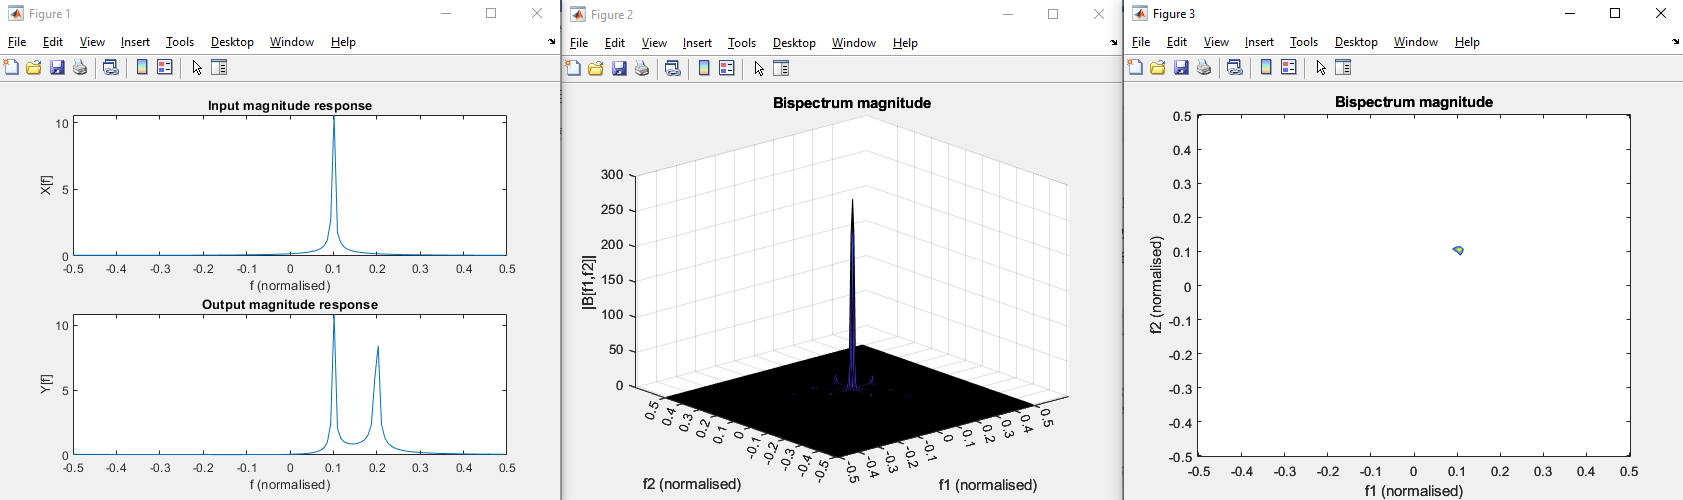 Figure 1
File Edit View Insert Tools Desktop Window Help
Input magnitude response
10
5
0
X[f]
-0.5 -0.4 -0.3 -0.2 -0.1 0 0.1 0.2 0.3 0.4 0.5
f (normalised)
Output magnitude response
10
5
0
Y[f]
-0.5 -0.4 -0.3 -0.2 -0.1 0 0.1 0.2 0.3 0.4 0.5
f (normalised)
Figure 2
File Edit View Insert Tools Desktop Window Help
Bispectrum magnitude
300
250
200
150
100
50
0
|B[f1,f2]|
0.5 0.4 0.3 0.2 0.1 0 -0.1 -0.2 -0.3 -0.4 -0.5
f2 (normalised)
-0.5 -0.4 -0.3 -0.2 -0.1 0 0.1 0.2 0.3 0.4 0.5
f1 (normalised)
Figure 3
File Edit View Insert Tools Desktop Window Help
Bispectrum magnitude
0.5
0.4
0.3
0.2
0.1
0
-0.1
-0.2
-0.3
-0.4
-0.5
f2 (normalised)
-0.5 -0.4 -0.3 -0.2 -0.1 0 0.1 0.2 0.3 0.4 0.5
f1 (normalised)